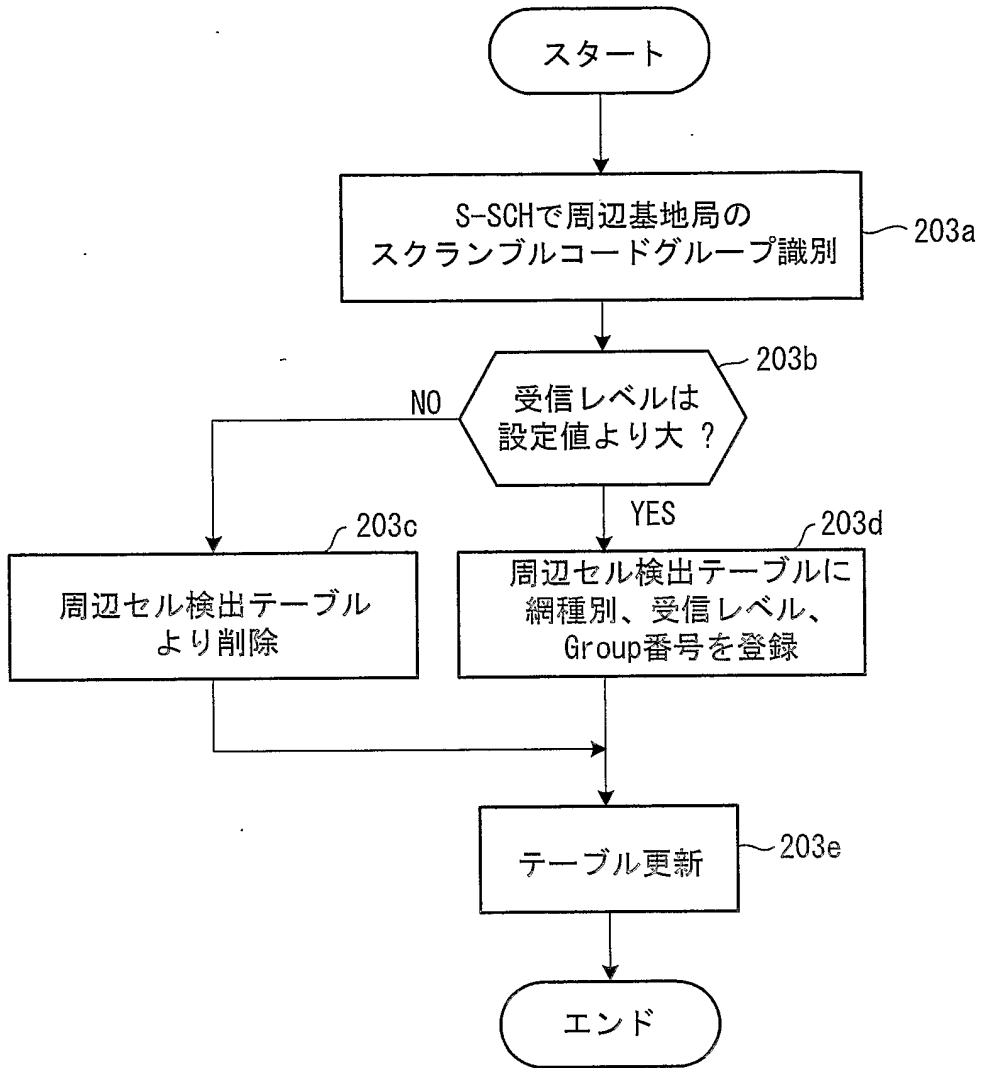 スタート
S-SCHで周辺基地局の
スクランブルコードグループ識別
203a
203b
受信レベルは
設定値より大 ?
NO
YES
203c
203d
周辺セル検出テーブル
より削除
周辺セル検出テーブルに
網種別、受信レベル、
Group番号を登録
203e
テーブル更新
エンド